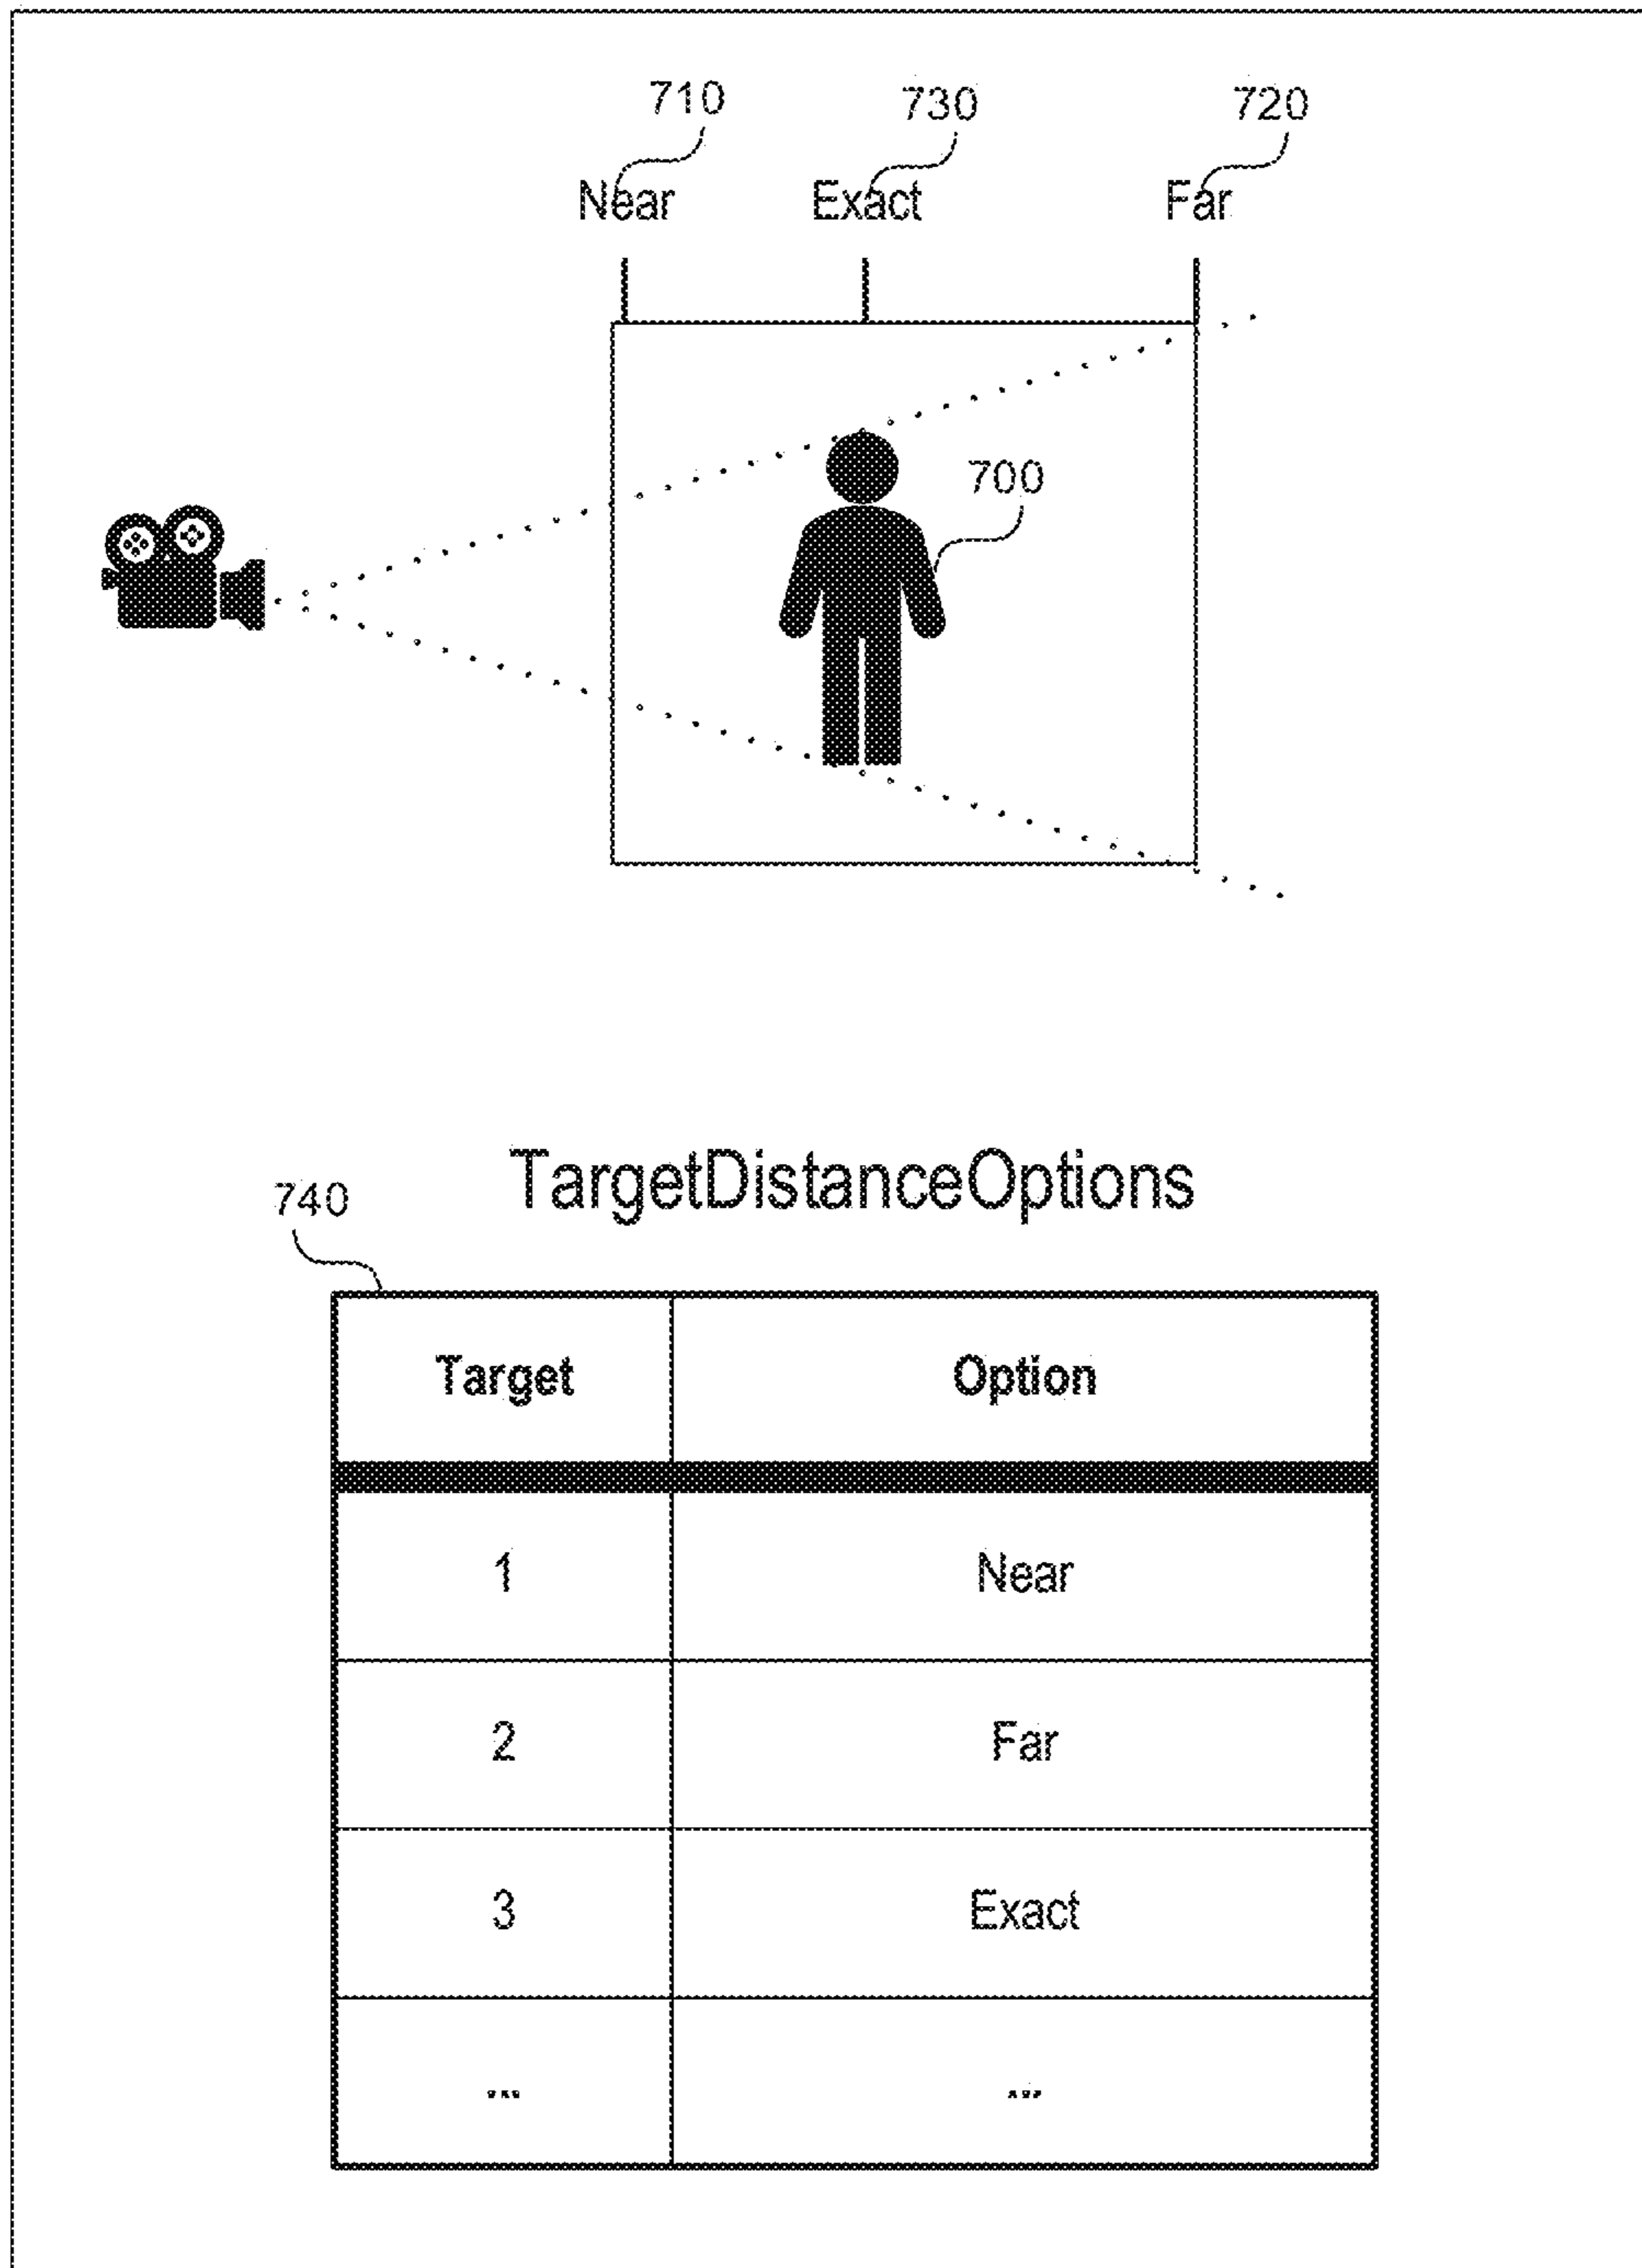 710 730 720
Near Exact Far
700
TargetDistanceOptions
740
Target Option
1 Near
2 Far
3 Exact
... ...